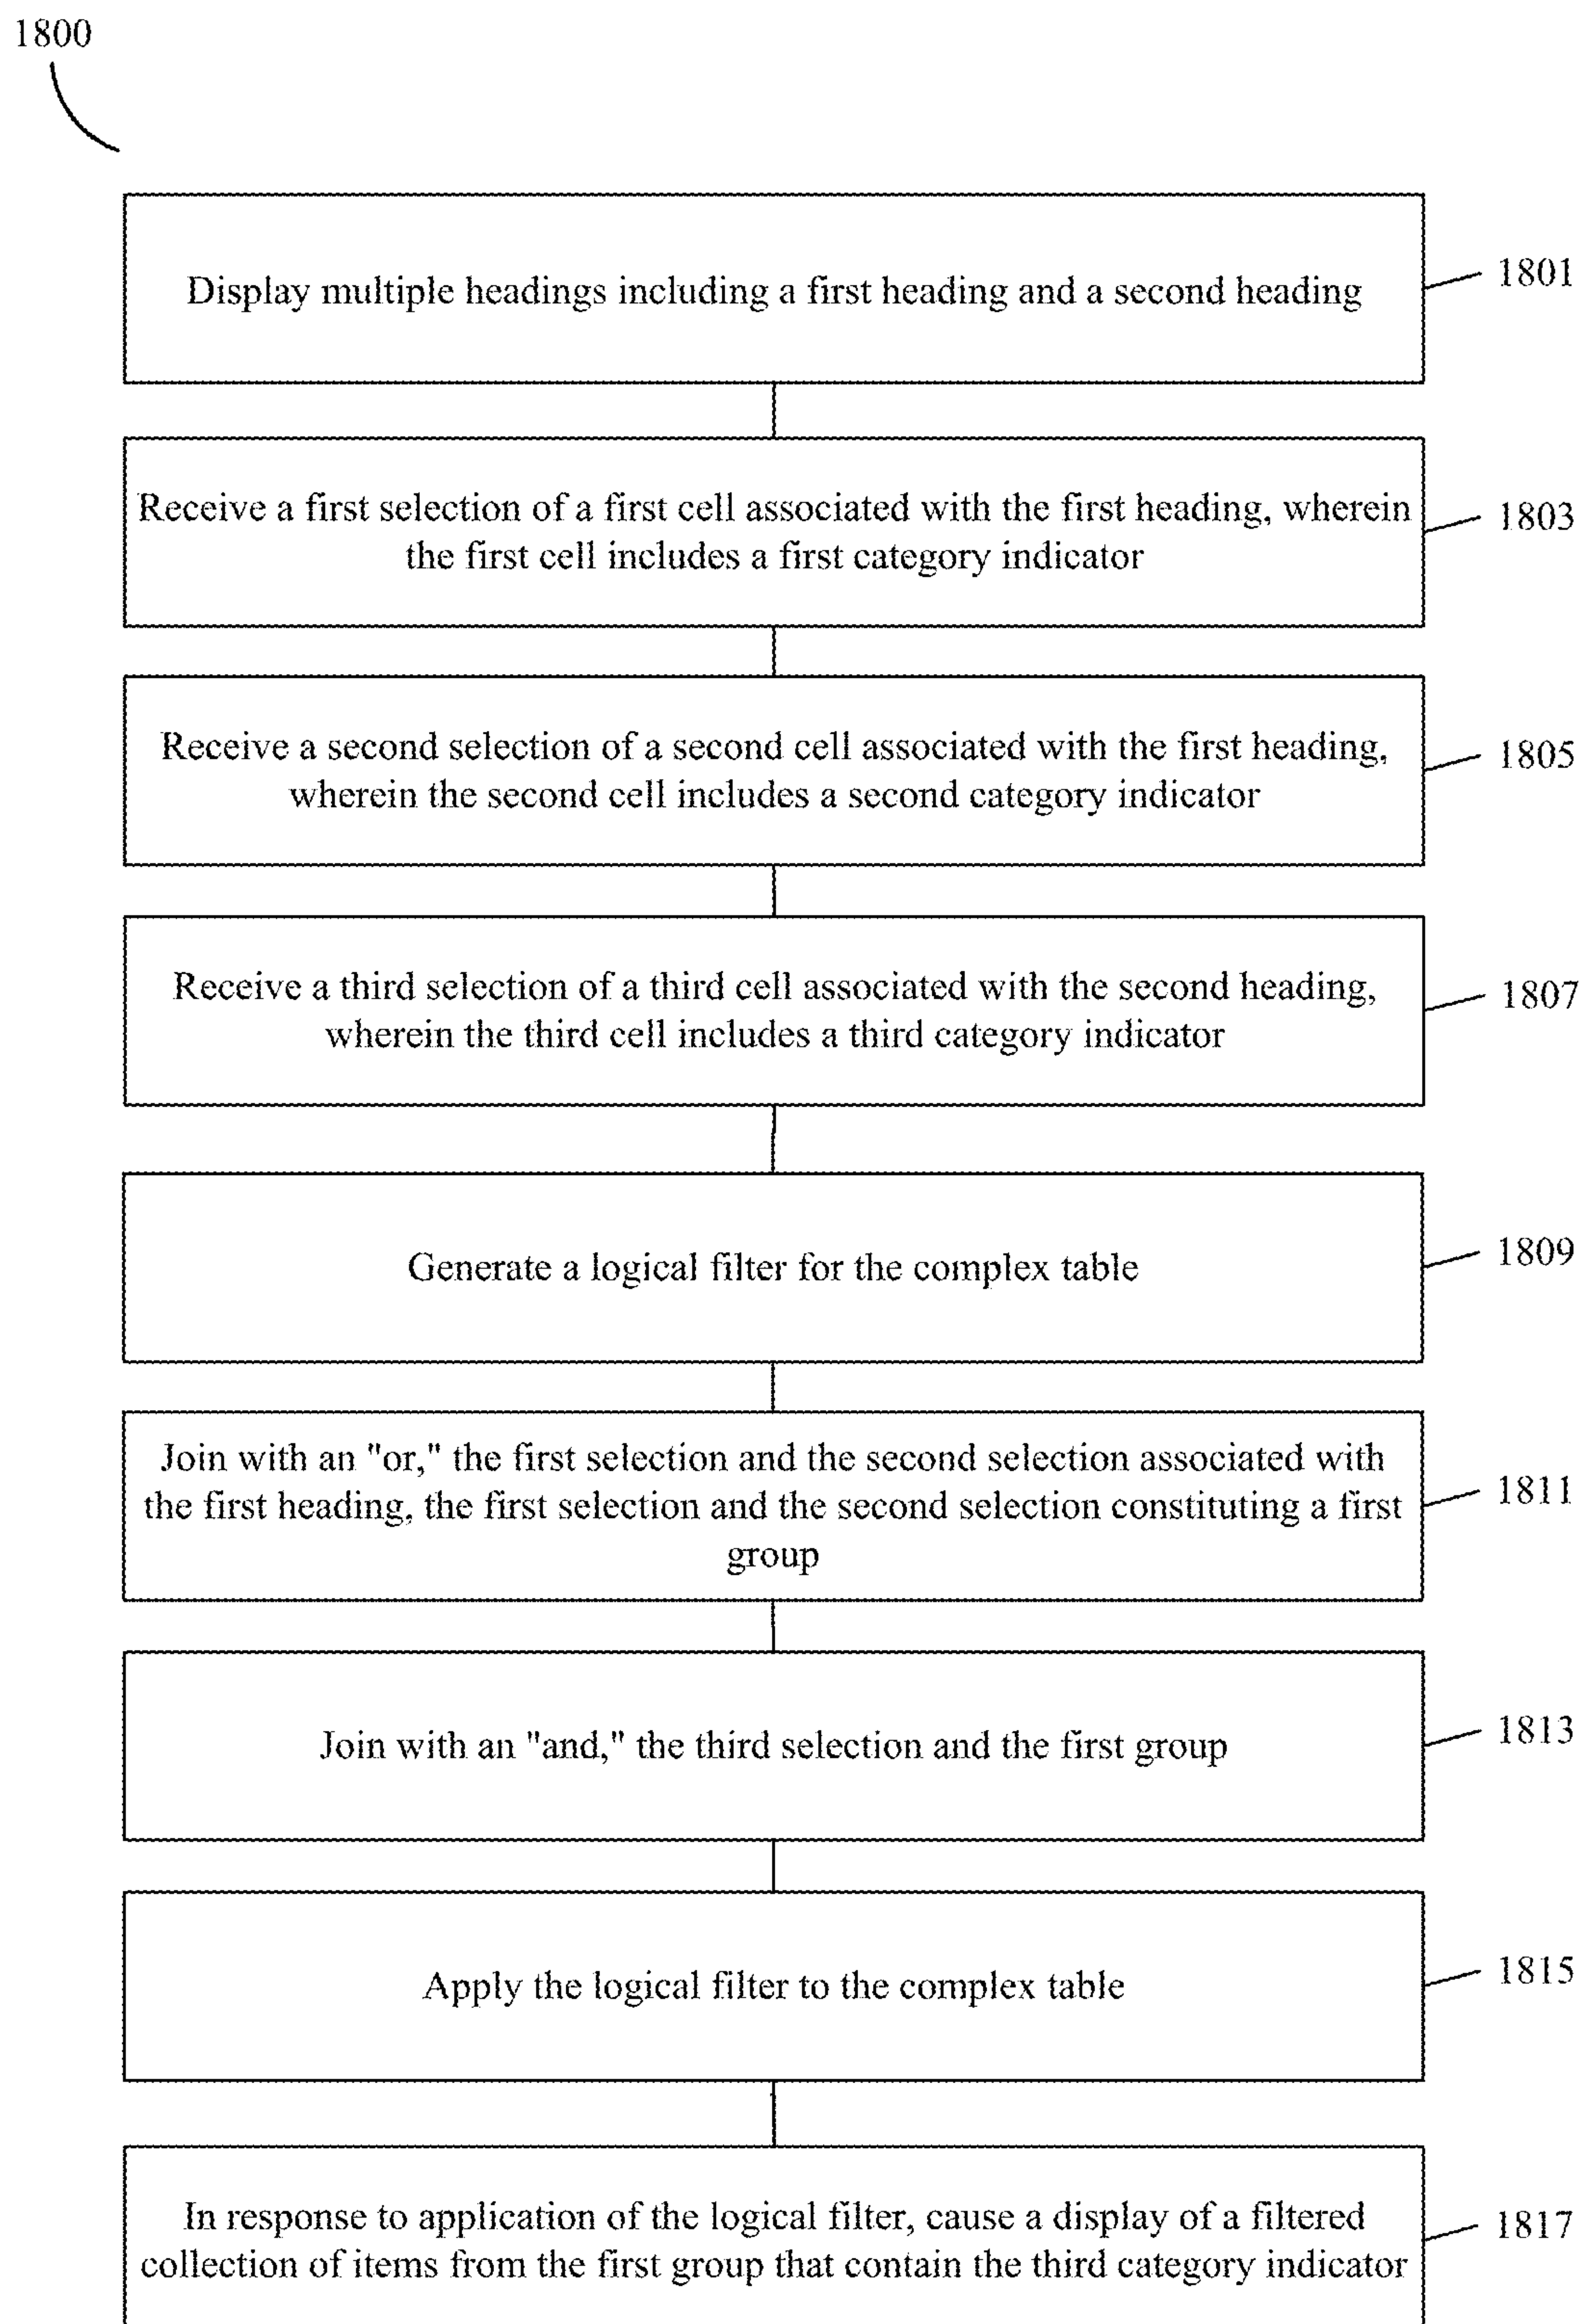 1800
Display multiple headings including a first heading and a second heading
1801
Receive a first selection of a first cell associated with the first heading, wherein
the first cell includes a first category indicator
1803
Receive a second selection of a second cell associated with the first heading,
wherein the second cell includes a second category indicator
1805
Receive a third selection of a third cell associated with the second heading,
wherein the third cell includes a third category indicator
1807
Generate a logical filter for the complex table
1809
Join with an "or," the first selection and the second selection associated with
the first heading, the first selection and the second selection constituting a first
group
1811
Join with an "and," the third selection and the first group
1813
Apply the logical filter to the complex table
1815
In response to application of the logical filter, cause a display of a filtered
collection of items from the first group that contain the third category indicator
1817